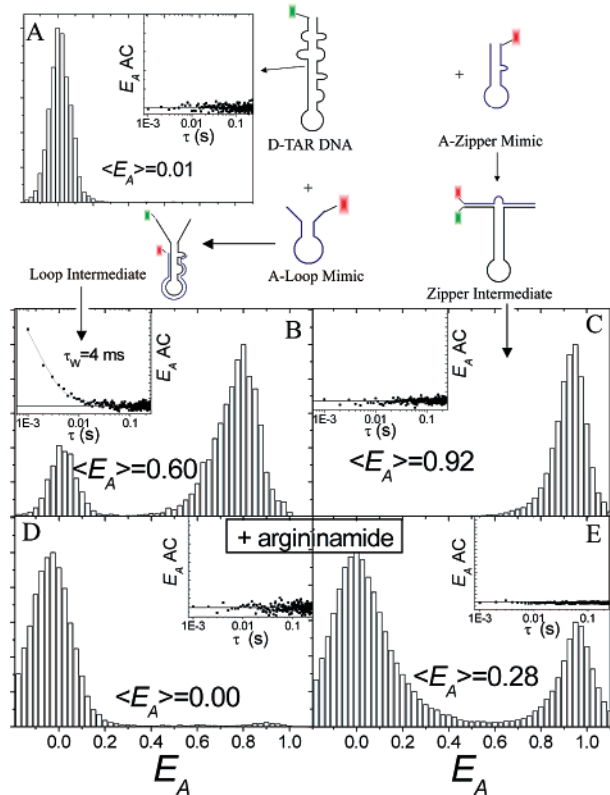 A
E_A AC
1E-3 0.01 0.1
τ (s)
<E_A>=0.01
D-TAR DNA
+
A-Zipper Mimic
+
Loop Intermediate
A-Loop Mimic
Zipper Intermediate
B
E_A AC
τ_W=4 ms
1E-3 0.01 0.1
τ (s)
<E_A>=0.60
C
E_A AC
1E-3 0.01 0.1
τ (s)
<E_A>=0.92
+ argininamide
D
E_A AC
1E-3 0.01 0.1
τ (s)
<E_A>=0.00
E
E_A AC
1E-3 0.01 0.1
τ (s)
<E_A>=0.28
0.0 0.2 0.4 0.6 0.8 1.0
0.0 0.2 0.4 0.6 0.8 1.0
E_A
E_A